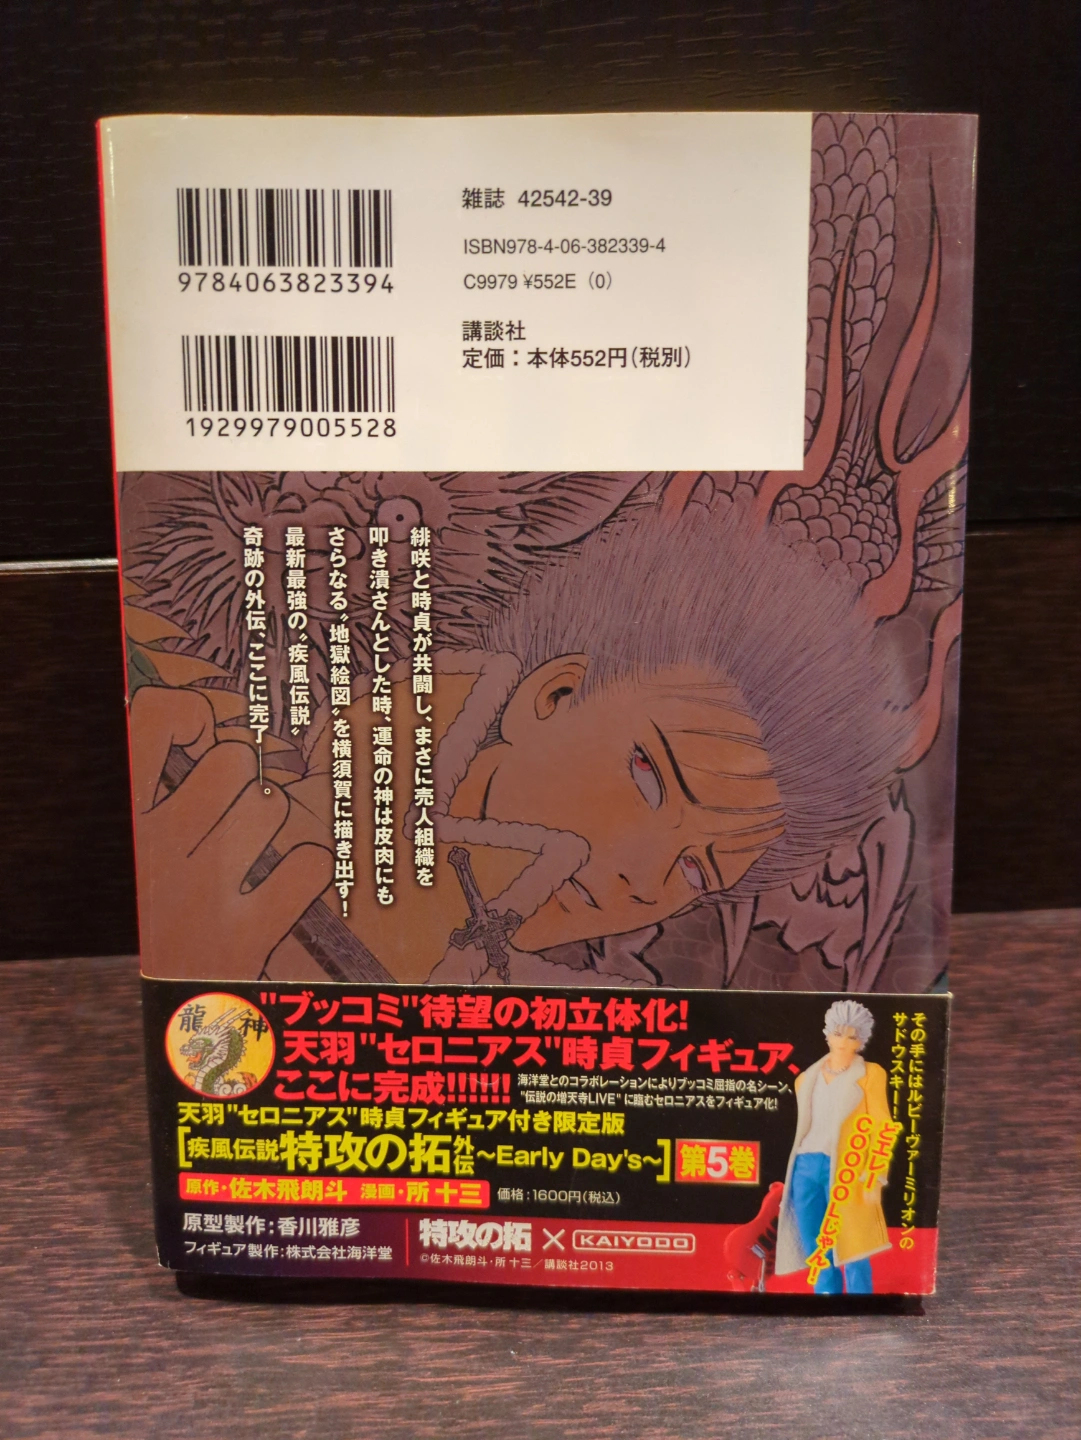 9784063823394
1929979005528
雑誌 42542-39
ISBN978-4-06-382339-4
C9979 ¥552E (0)
講談社
定価：本体552円(税別)
緋咲と時貞が共闘し、まさに売人組織を
叩き潰さんとした時、運命の神は皮肉にも
さらなる〝地獄絵図〟を横須賀に描き出す！
最新最強の〝疾風伝説〟
奇跡の外伝、ここに完了――。
龍神
"ブッコミ"待望の初立体化!
天羽"セロニアス"時貞フィギュア、
ここに完成!!!!!!
海洋堂とのコラボレーションによりブッコミ屈指の名シーン、
"伝説の増天寺LIVE"に臨むセロニアスをフィギュア化!
天羽"セロニアス"時貞フィギュア付き限定版
[疾風伝説 特攻の拓 外伝 ～Early Day's～] 第5巻
原作・佐木飛朗斗 漫画・所 十三 価格:1600円(税込)
原型製作:香川雅彦
フィギュア製作:株式会社海洋堂
特攻の拓 × KAIYODO
©佐木飛朗斗・所 十三／講談社2013
その手にはルビーヴァーミリオンの
サドウスキー!
どエレー
COOOOLじゃん!